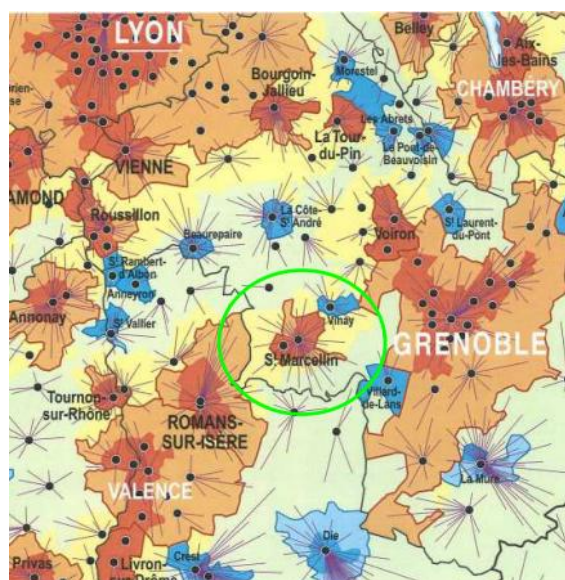 LYON
Belley
Aix-
les-Bains
Morestel
Bourgoin-
Jallieu
CHAMBÉRY
Les Abrets
La Tour-
du-Pin
Le Pont-de-
Beauvoisin
VIENNE
AMOND
Roussillon
La Côte-
St André
St Laurent-
du-Pont
Voiron
Beaurepaire
St Rambert-
d'Albon
Anneyron
Annonay
St Vallier
Vinay
St Marcellin
GRENOBLE
Villard-
de-Lans
Tournon-
sur-Rhône
ROMANS-
SUR-ISÈRE
La Mure
VALENCE
Die
Crest
Privas
Livron-